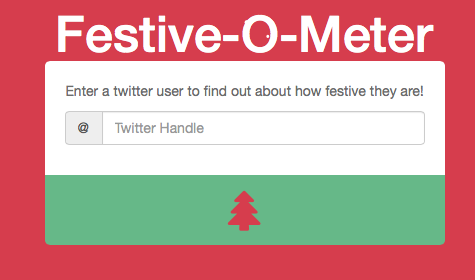 Festive-O-Meter
Enter a twitter user to find out about how festive they are!
@ Twitter Handle